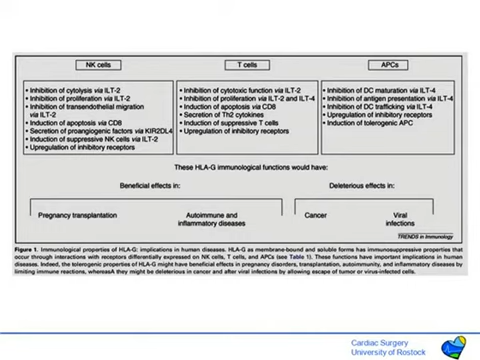 NK cells
• Inhibition of cytolysis via ILT-2
• Inhibition of proliferation via ILT-2
• Inhibition of transendothelial migration
via ILT-2
• Induction of apoptosis via CD8
• Secretion of proangiogenic factors via KIR2DL4
• Induction of suppressive NK cells via ILT-2
• Upregulation of inhibitory receptors
T cells
• Inhibition of cytotoxic function via ILT-2
• Inhibition of proliferation via ILT-2 and ILT-4
• Induction of apoptosis via CD8
• Secretion of Th2 cytokines
• Induction of suppressive T cells
• Upregulation of inhibitory receptors
APCs
• Inhibition of DC maturation via ILT-4
• Inhibition of antigen presentation via ILT-4
• Inhibition of DC trafficking via ILT-4
• Upregulation of inhibitory receptors
• Induction of tolerogenic APC
These HLA-G immunological functions would have:
Beneficial effects in:
Deleterious effects in:
Pregnancy transplantation
Autoimmune and
inflammatory diseases
Cancer
Viral
infections
TRENDS in Immunology
Figure 1. Immunological properties of HLA-G: implications in human diseases. HLA-G as membrane-bound and soluble forms has immunosuppressive properties that
occur through interactions with receptors differentially expressed on NK cells, T cells, and APCs (see Table 1). These functions have important implications in human
diseases. Indeed, the tolerogenic properties of HLA-G might have beneficial effects in pregnancy disorders, transplantation, autoimmunity, and inflammatory diseases by
limiting immune reactions, whereasA they might be deleterious in cancer and after viral infections by allowing escape of tumor or virus-infected cells.
Cardiac Surgery
University of Rostock